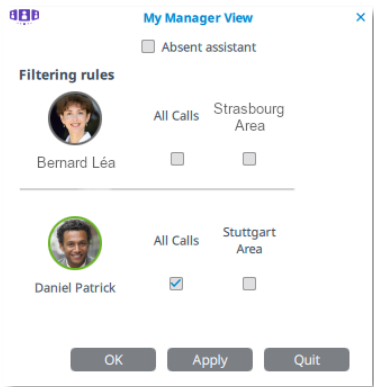 My Manager View
Absent assistant
Filtering rules
All Calls Strasbourg
Area
Bernard Léa
All Calls Stuttgart
Area
Daniel Patrick
OK Apply Quit